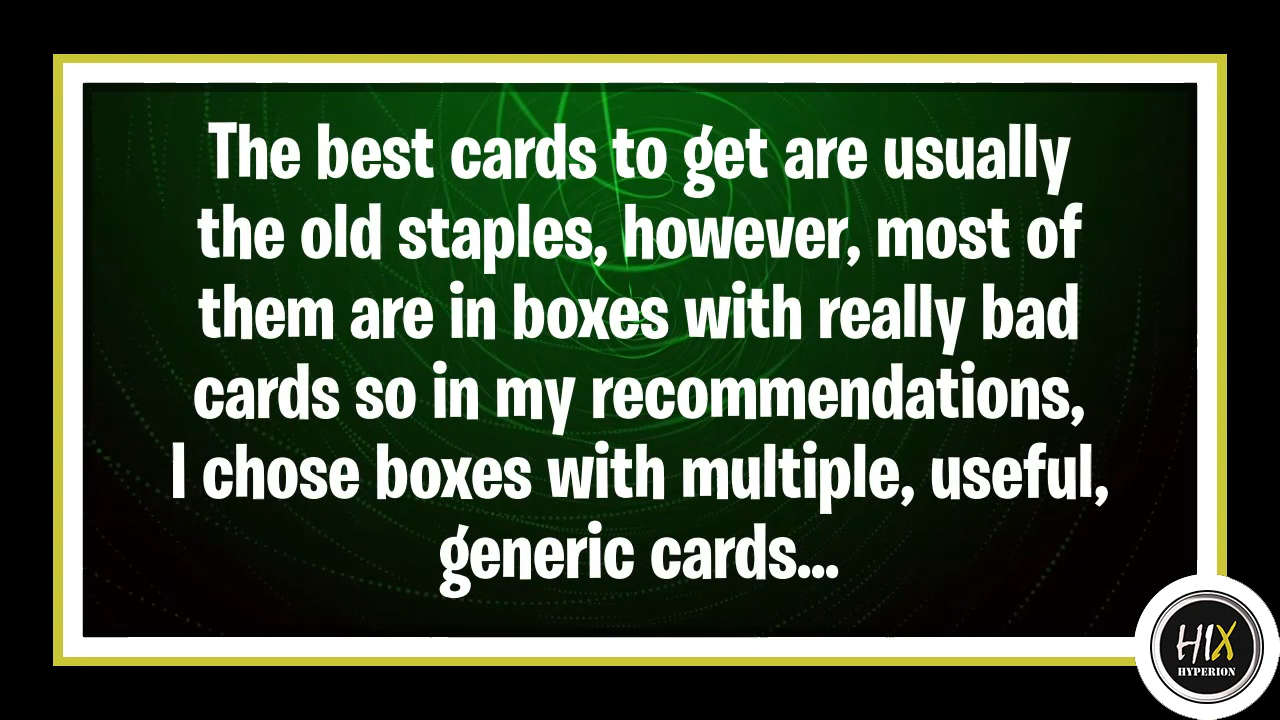 The best cards to get are usually
the old staples, however, most of
them are in boxes with really bad
cards so in my recommendations,
I chose boxes with multiple, useful,
generic cards...
HIX
HYPERION